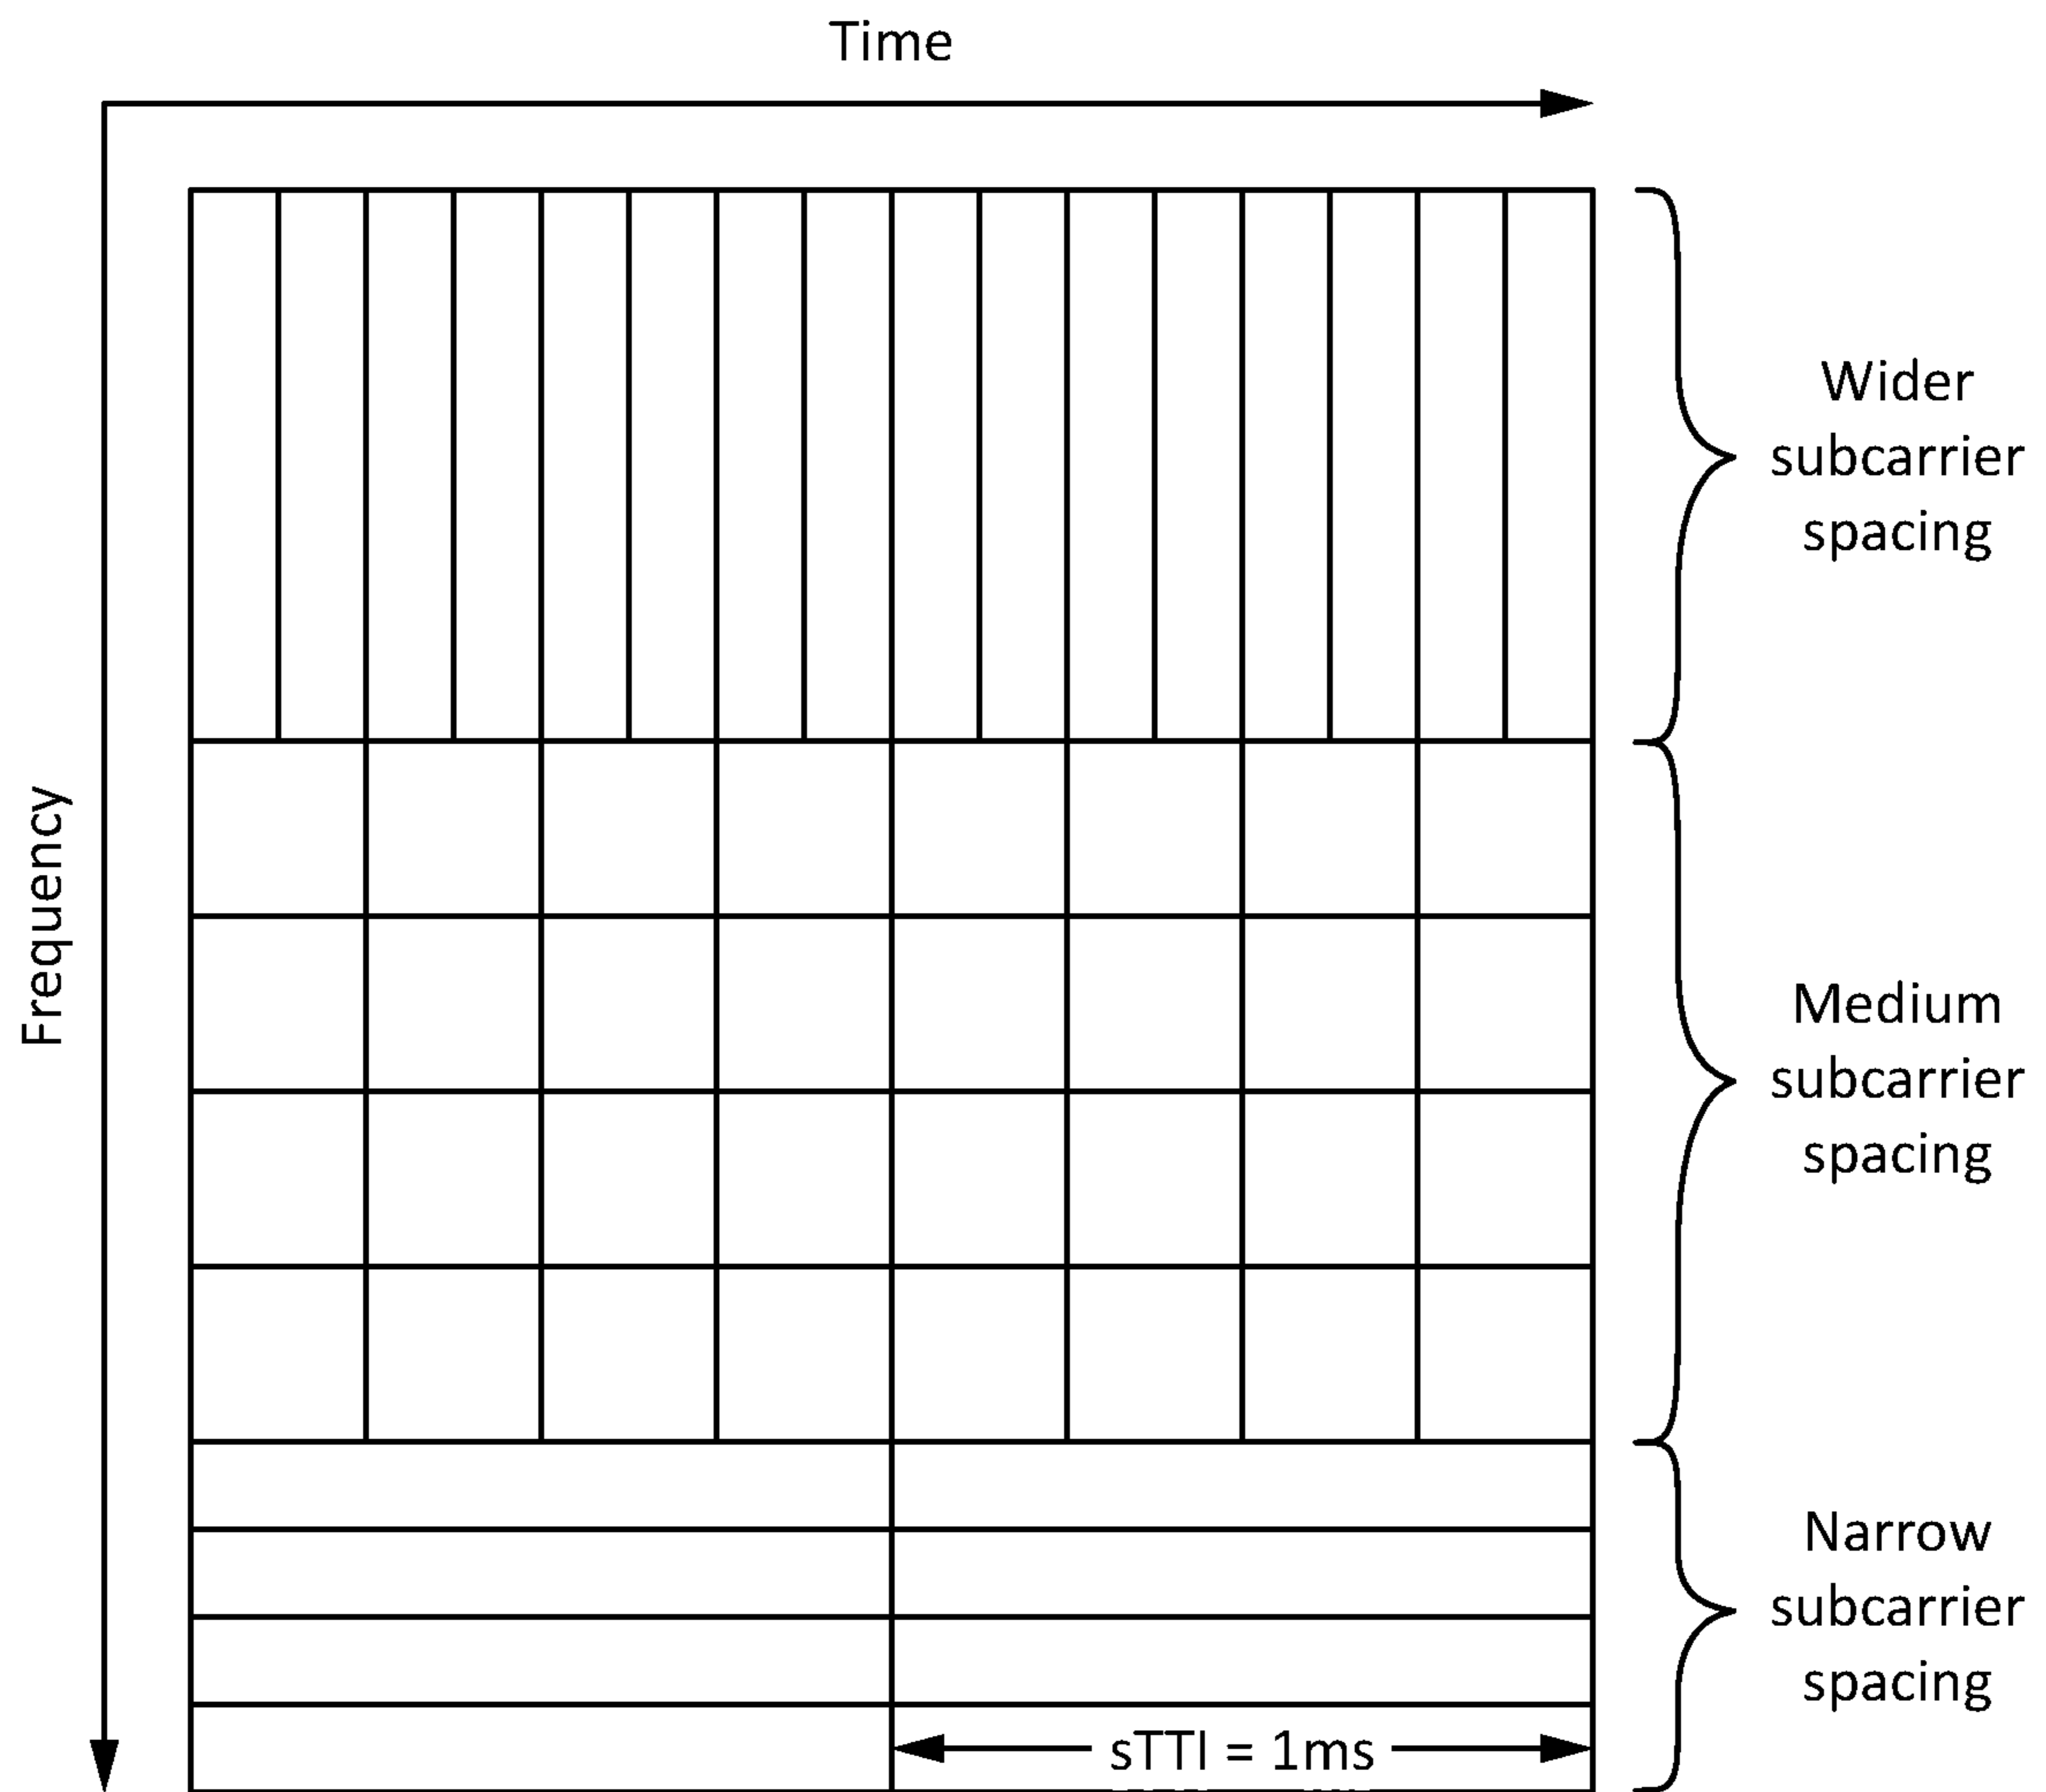 Time
Wider
subcarrier
spacing
Frequency
Medium
subcarrier
spacing
Narrow
subcarrier
spacing
sTTI = 1ms